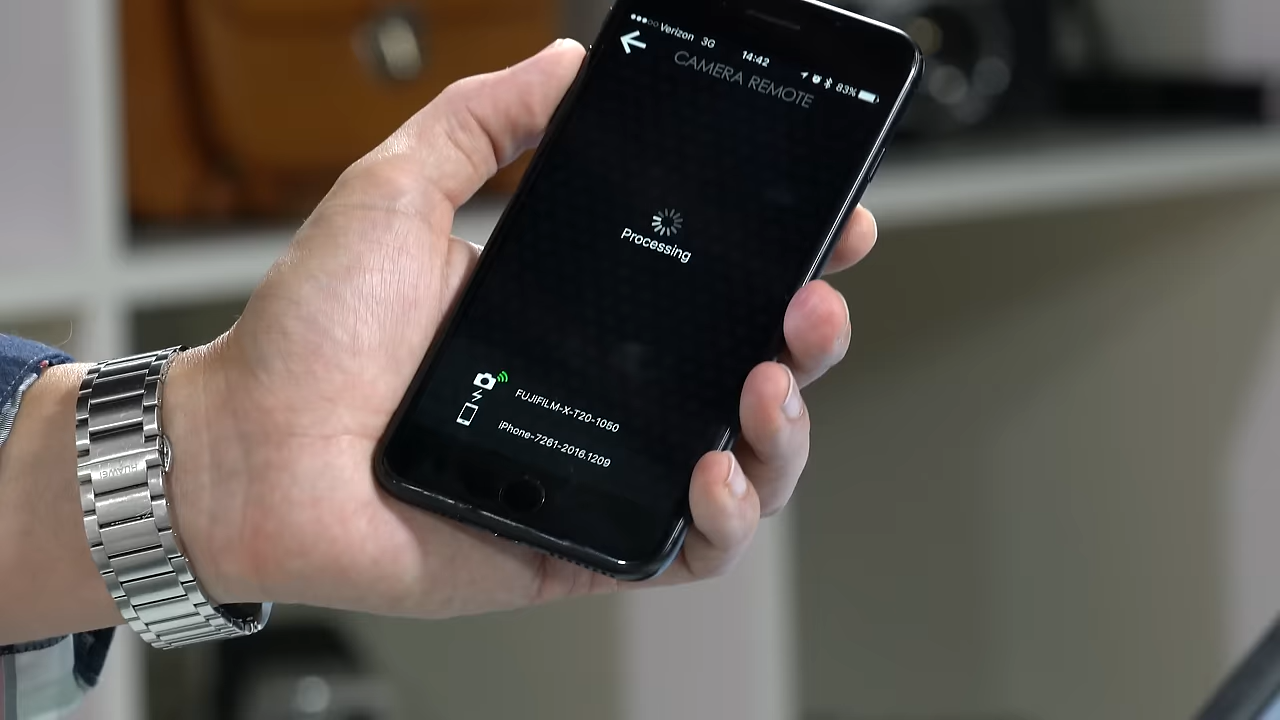 Verizon 3G 14:42 83%
CAMERA REMOTE
Processing
FUJIFILM-X-T20-1050
iPhone-7261-2016.1209
HUAWEI